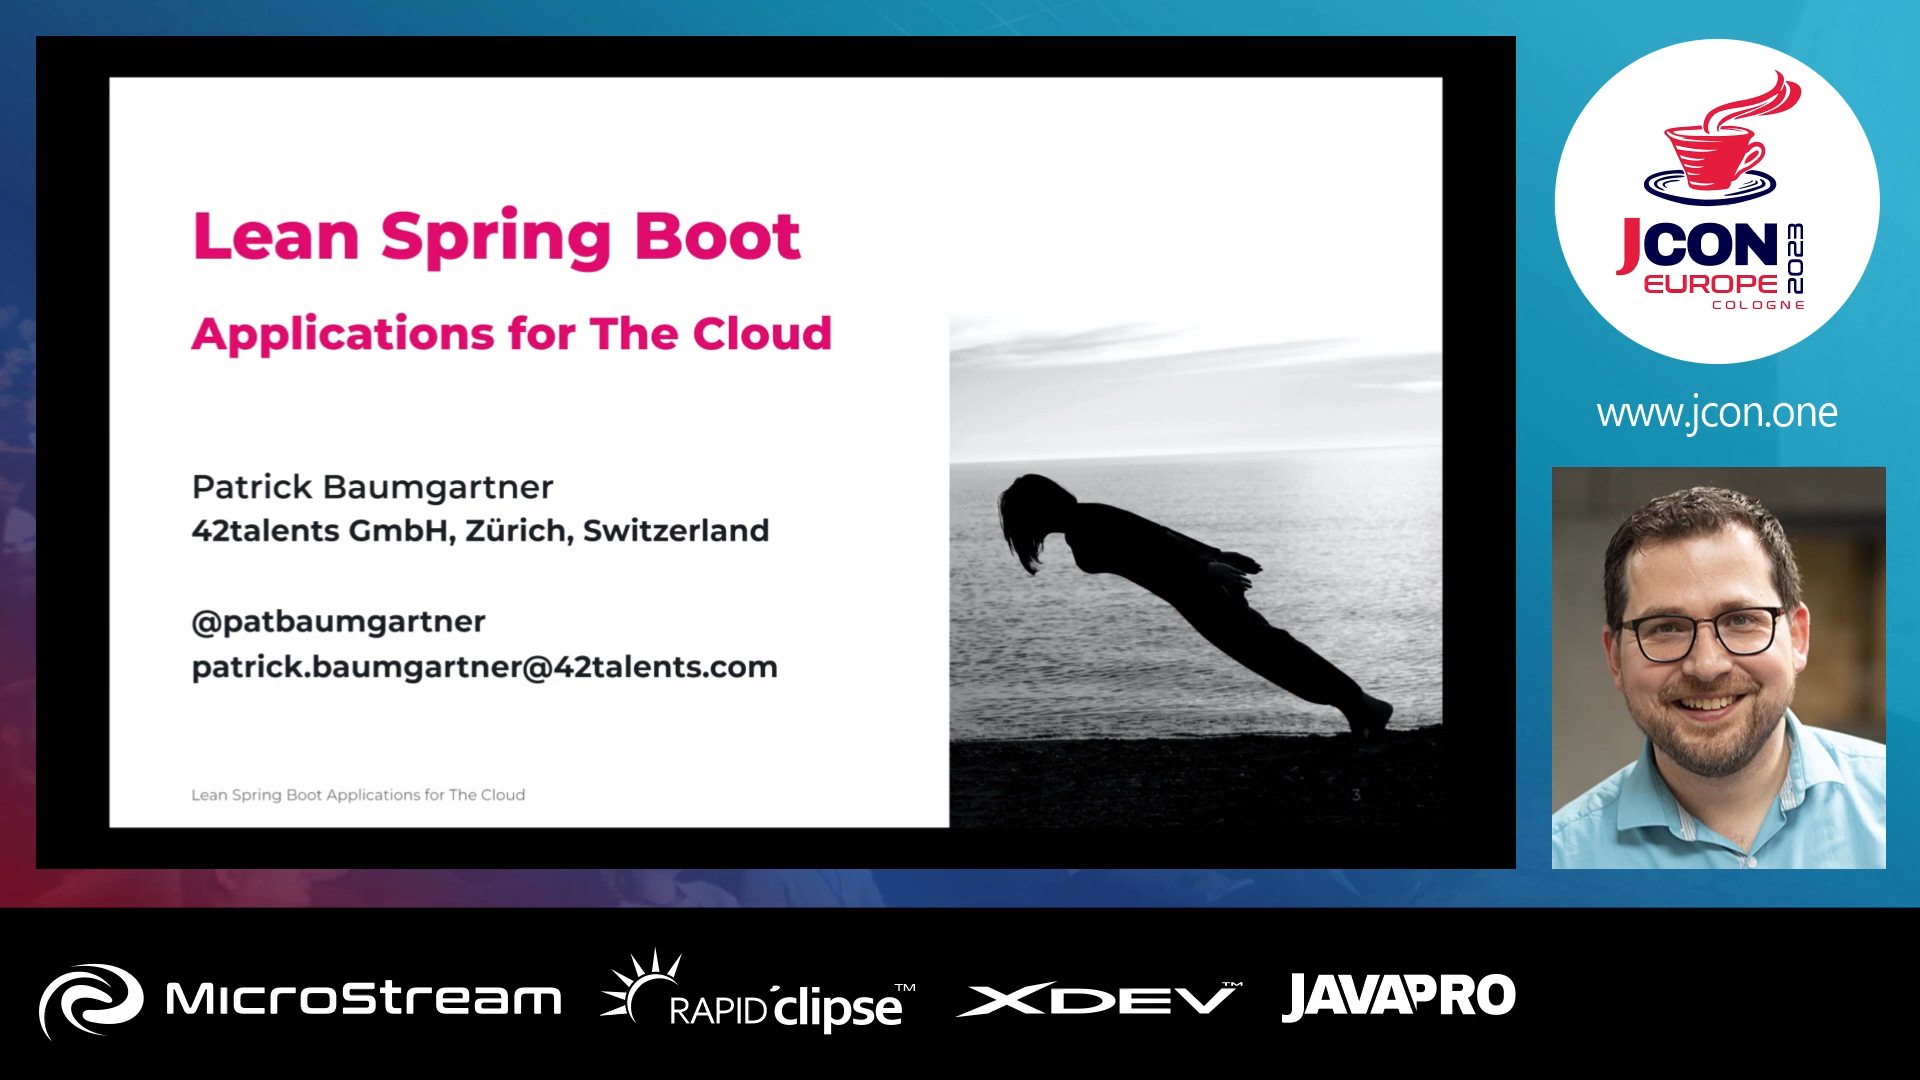 Lean Spring Boot
Applications for The Cloud
Patrick Baumgartner
42talents GmbH, Zürich, Switzerland
@patbaumgartner
patrick.baumgartner@42talents.com
Lean Spring Boot Applications for The Cloud
3
JCON
EUROPE
2023
COLOGNE
www.jcon.one
MicroStream
RAPID'clipse™
XDEV™
JAVAPRO